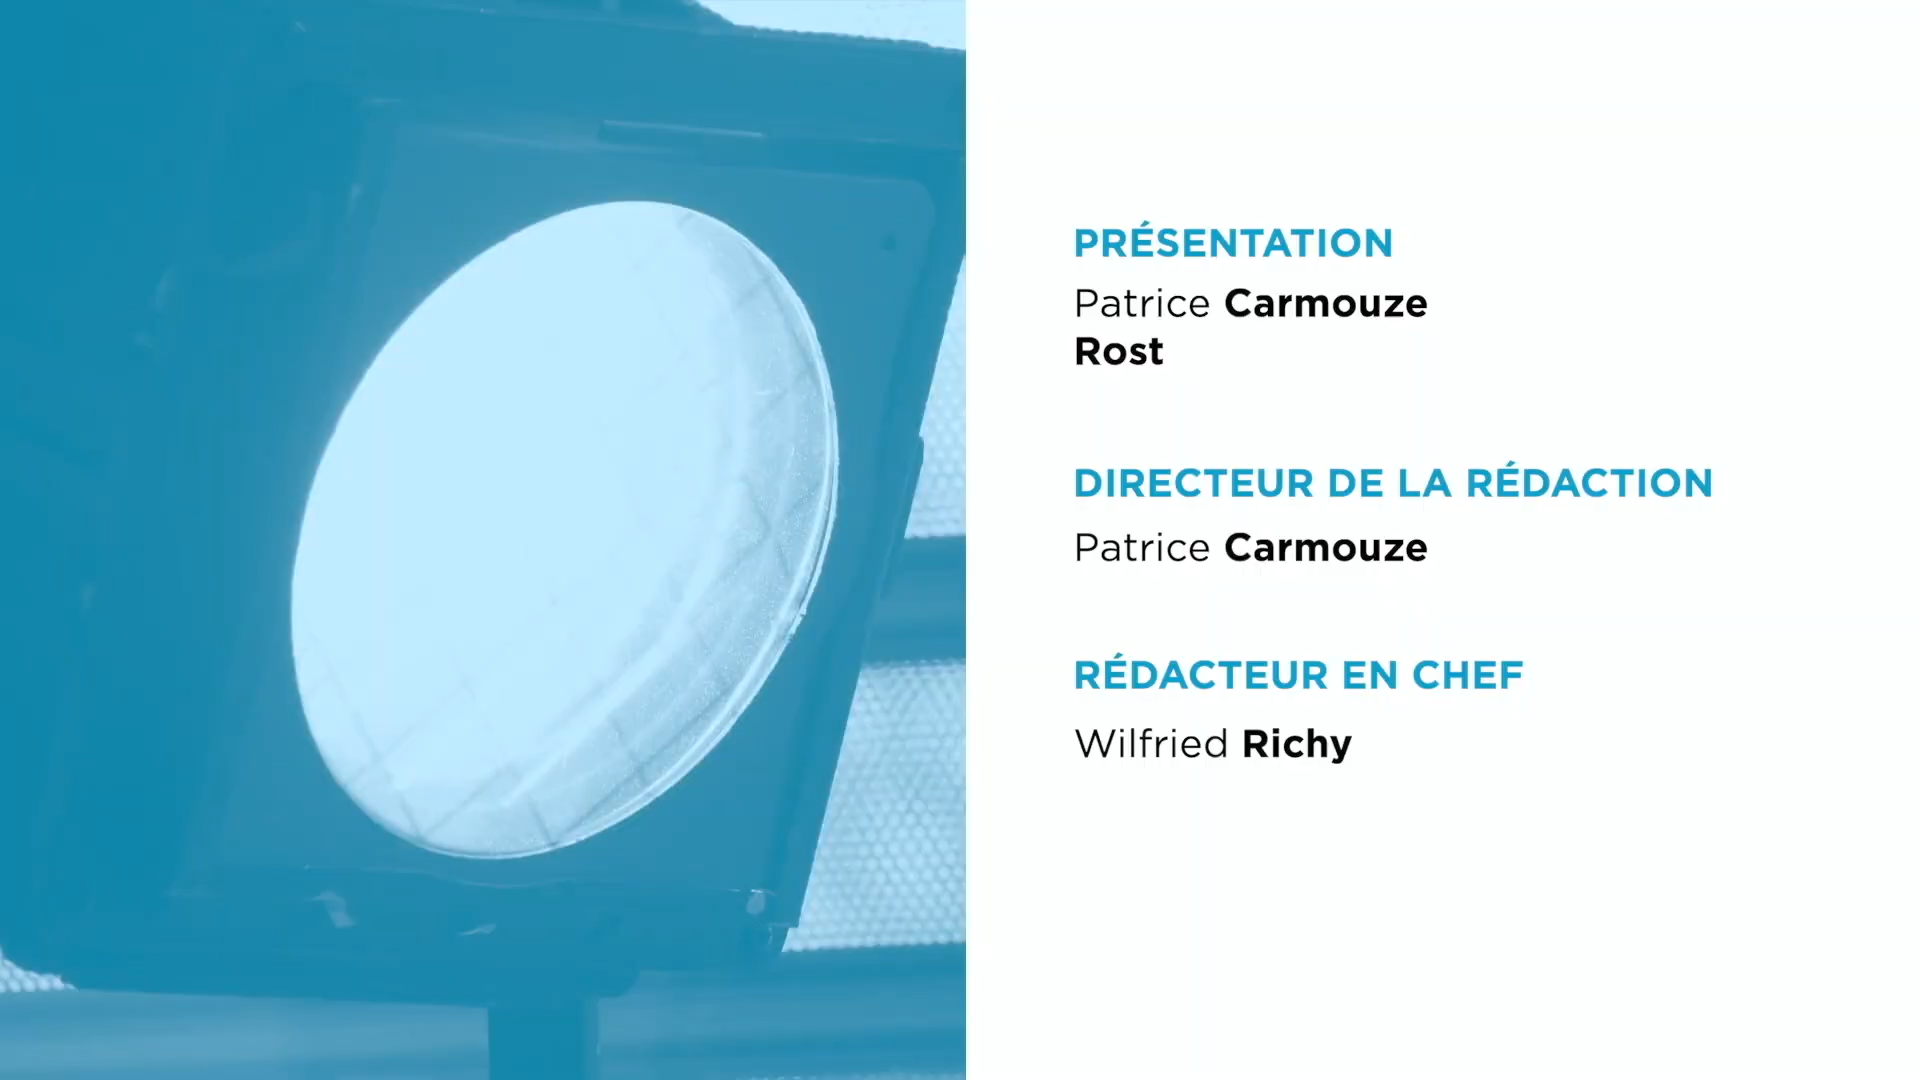 PRÉSENTATION
Patrice Carmouze
Rost
DIRECTEUR DE LA RÉDACTION
Patrice Carmouze
RÉDACTEUR EN CHEF
Wilfried Richy